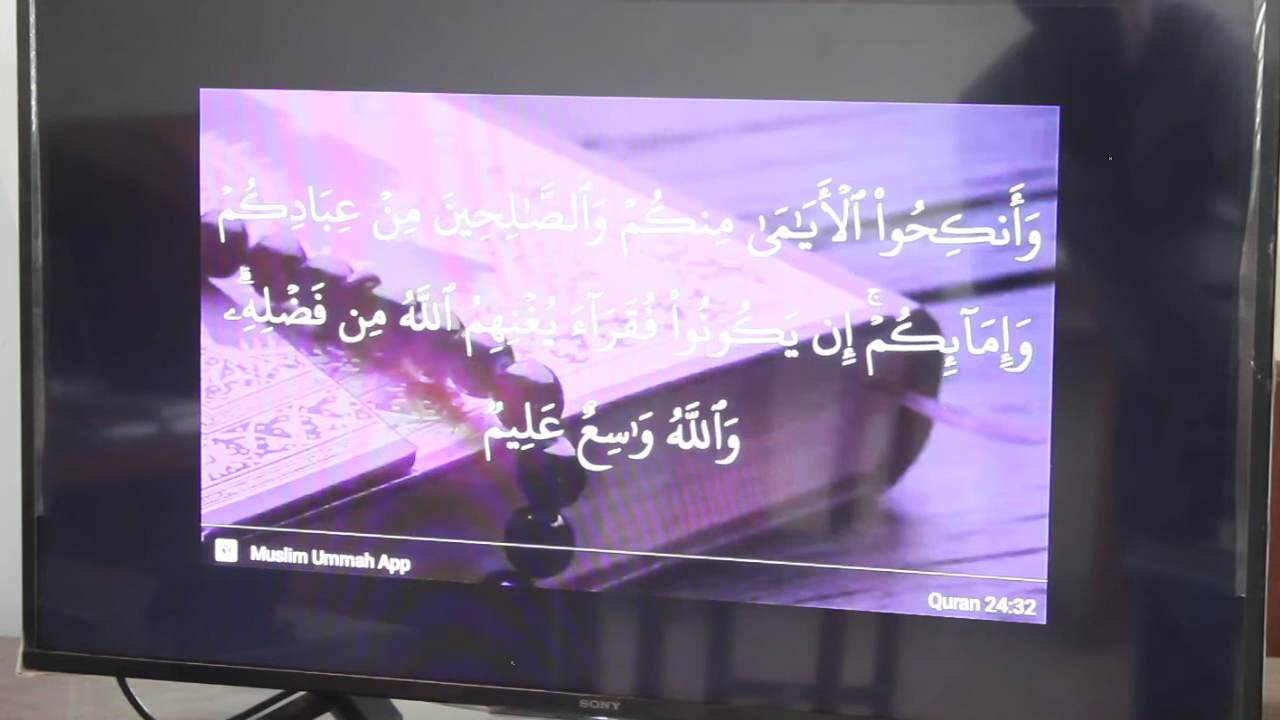 وَأَنكِحُوا۟ ٱلْأَيَـٰمَىٰ مِنكُمْ وَٱلصَّـٰلِحِينَ مِنْ عِبَادِكُمْ
وَإِمَآئِكُمْ ۚ إِن يَكُونُوا۟ فُقَرَآءَ يُغْنِهِمُ ٱللَّهُ مِن فَضْلِهِۦ ۗ
وَٱللَّهُ وَٰسِعٌ عَلِيمٌ
Muslim Ummah App
Quran 24:32
SONY